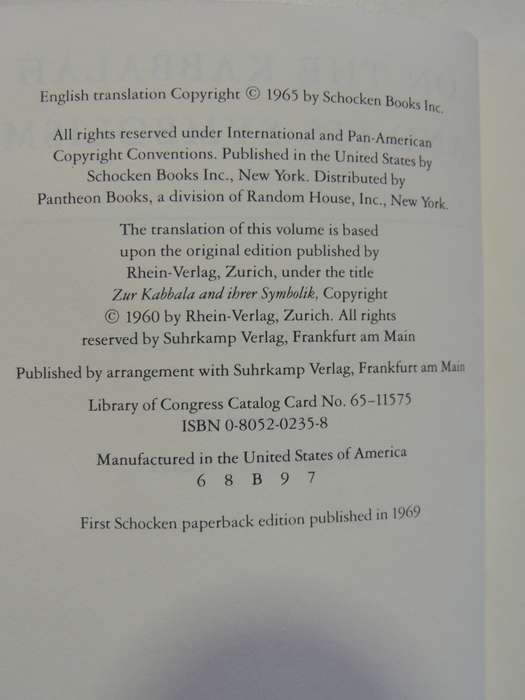 English translation Copyright © 1965 by Schocken Books Inc.
All rights reserved under International and Pan-American
Copyright Conventions. Published in the United States by
Schocken Books Inc., New York. Distributed by
Pantheon Books, a division of Random House, Inc., New York.
The translation of this volume is based
upon the original edition published by
Rhein-Verlag, Zurich, under the title
Zur Kabbala and ihrer Symbolik, Copyright
© 1960 by Rhein-Verlag, Zurich. All rights
reserved by Suhrkamp Verlag, Frankfurt am Main
Published by arrangement with Suhrkamp Verlag, Frankfurt am Main
Library of Congress Catalog Card No. 65-11575
ISBN 0-8052-0235-8
Manufactured in the United States of America
6 8 B 9 7
First Schocken paperback edition published in 1969